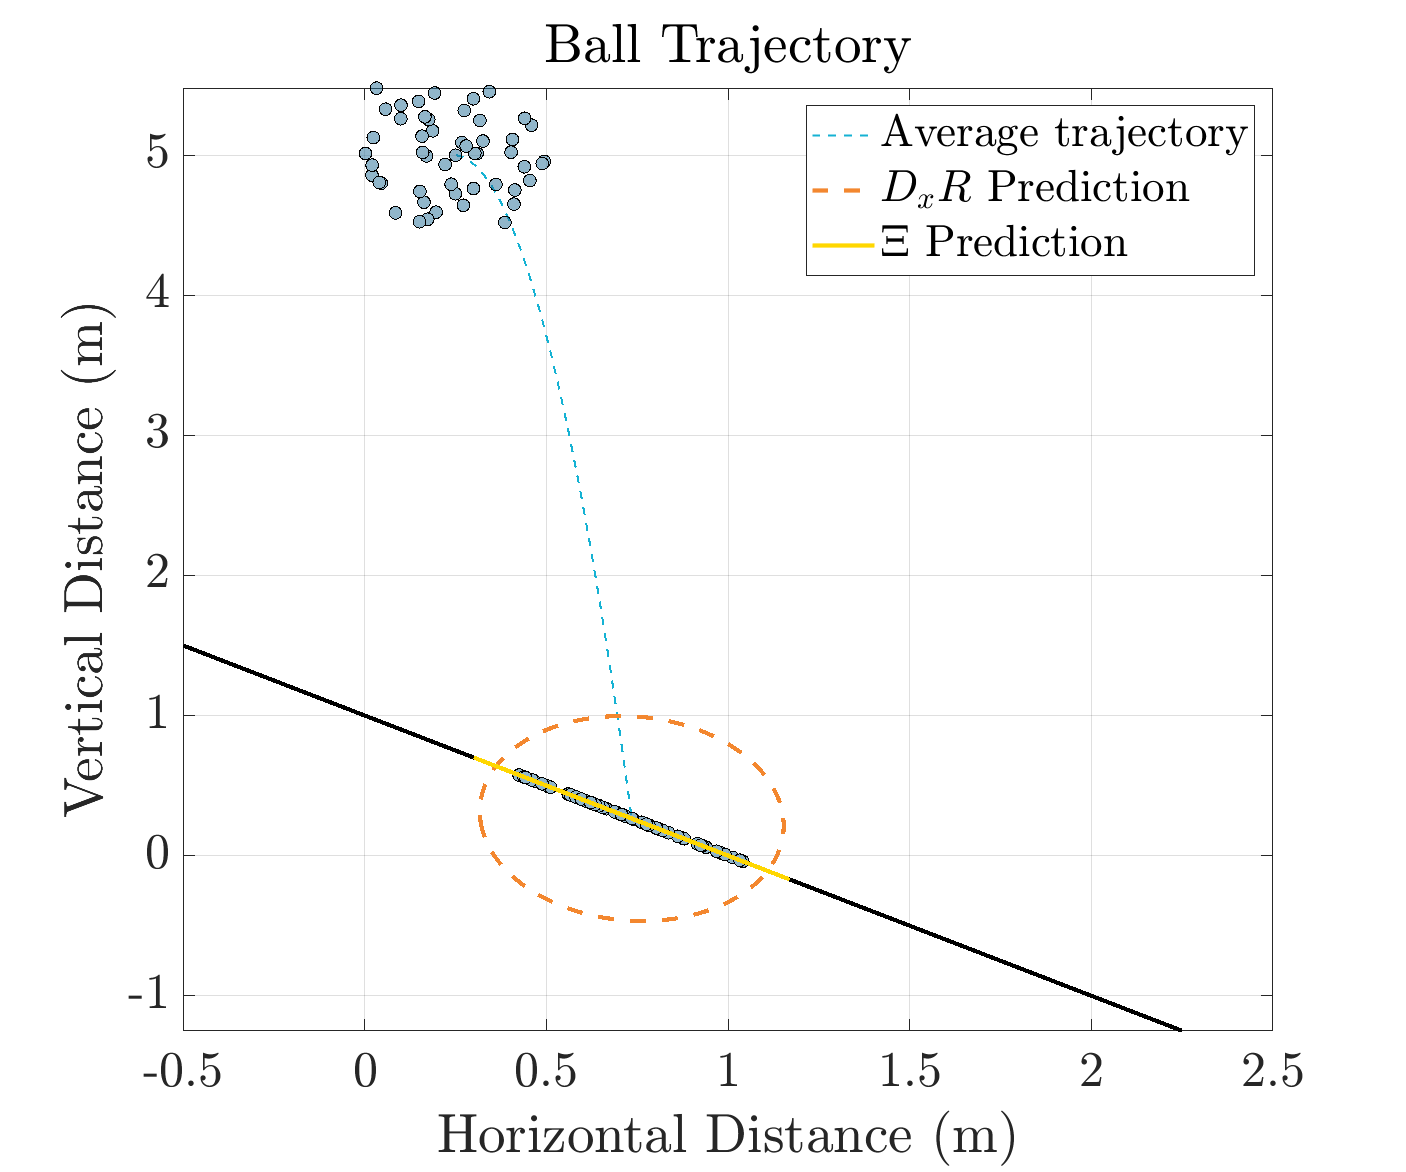 Ball Trajectory
Average trajectory
DₓR Prediction
Ξ Prediction
Vertical Distance (m)
5
4
3
2
1
0
-1
-0.5 0 0.5 1 1.5 2 2.5
Horizontal Distance (m)